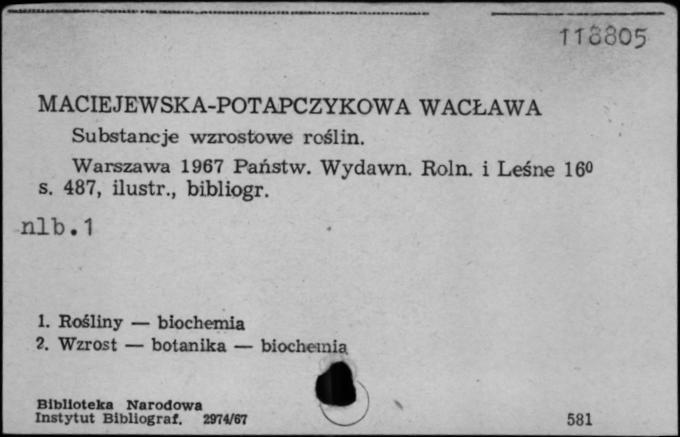 118805
MACIEJEWSKA-POTAPCZYKOWA WACŁAWA
Substancje wzrostowe roślin.
Warszawa 1967 Państw. Wydawn. Roln. i Leśne 16⁰
s. 487, ilustr., bibliogr.
nlb.1
1. Rośliny — biochemia
2. Wzrost — botanika — biochemia
Biblioteka Narodowa
Instytut Bibliograf. 2974/67 581